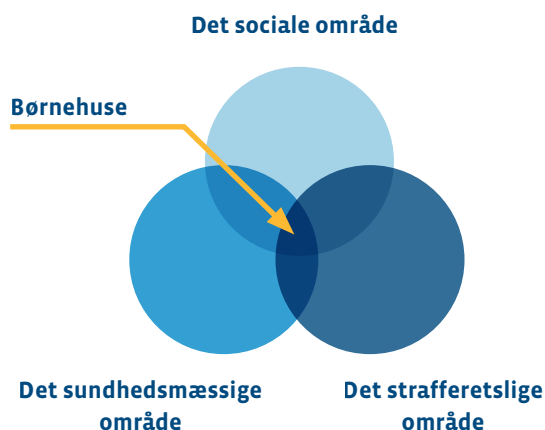 Det sociale område
Børnehuse
Det sundhedsmæssige
område
Det strafferetslige
område